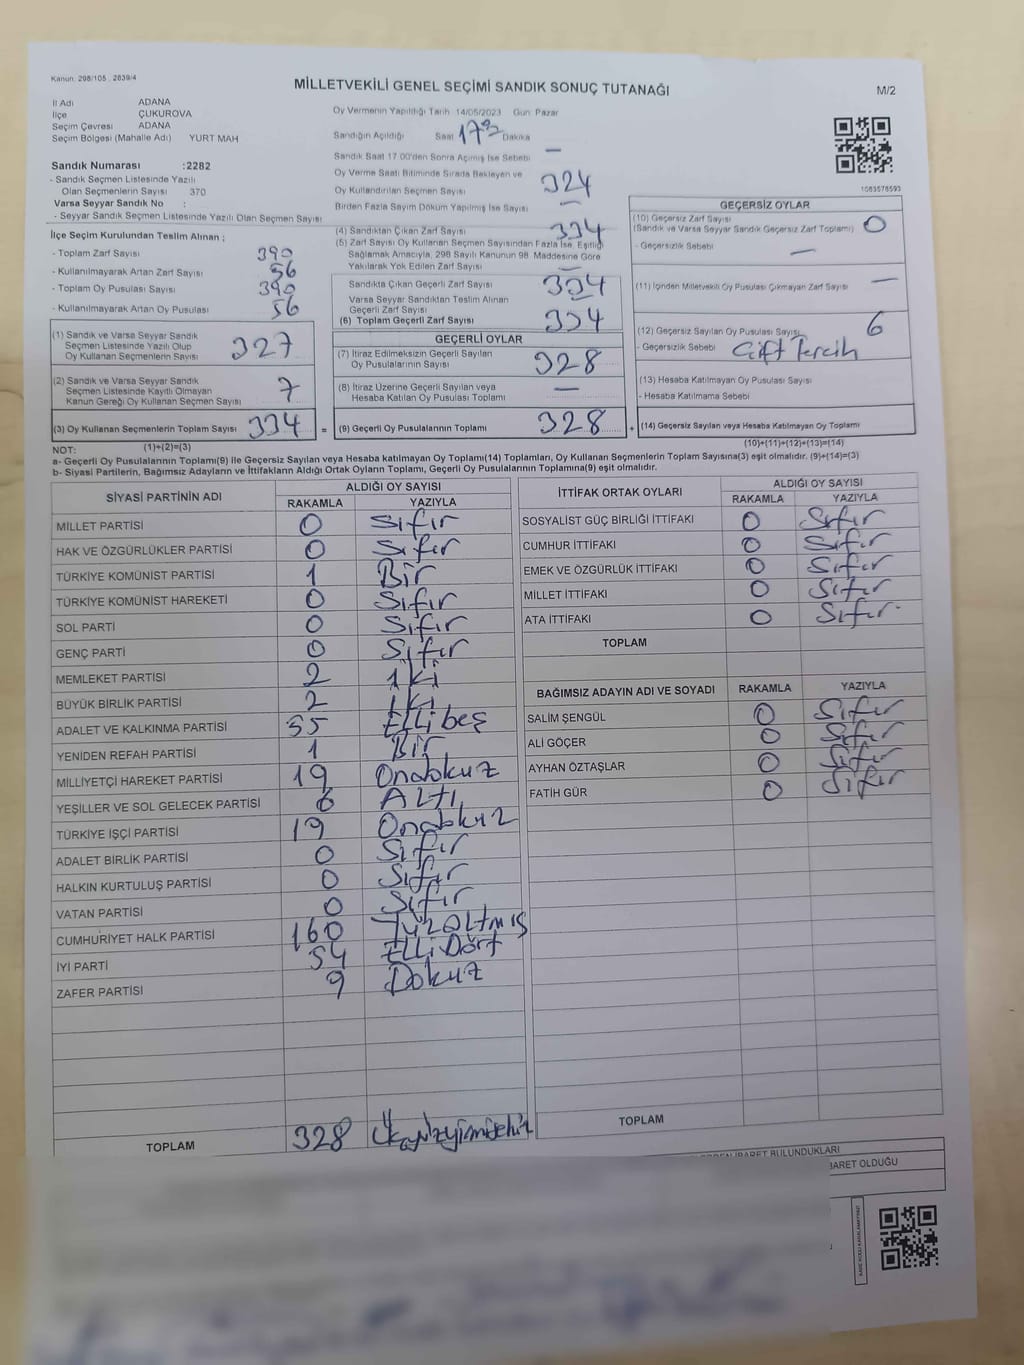 Kanun: 298/105 , 2839/4
MİLLETVEKİLİ GENEL SEÇİMİ SANDIK SONUÇ TUTANAĞI
M/2
İl Adı ADANA
İlçe ÇUKUROVA
Seçim Çevresi ADANA
Seçim Bölgesi (Mahalle Adı) YURT MAH
Sandık Numarası :2282
- Sandık Seçmen Listesinde Yazılı
Olan Seçmenlerin Sayısı 370
Varsa Seyyar Sandık No :
- Seyyar Sandık Seçmen Listesinde Yazılı Olan Seçmen Sayısı
Oy Vermenin Yapıldığı Tarih 14/05/2023 Gün Pazar
Sandığın Açıldığı Saat 17 Dakika
Sandık Saat 17.00'den Sonra Açılmış İse Sebebi —
Oy Verme Saati Bitiminde Sırada Bekleyen ve
Oy Kullandırılan Seçmen Sayısı 324
Birden Fazla Sayım Döküm Yapılmış İse Sayısı —
1083578593
İlçe Seçim Kurulundan Teslim Alınan ;
- Toplam Zarf Sayısı 390
- Kullanılmayarak Artan Zarf Sayısı 56
- Toplam Oy Pusulası Sayısı 390
- Kullanılmayarak Artan Oy Pusulası 56
(1) Sandık ve Varsa Seyyar Sandık
Seçmen Listesinde Yazılı Olup
Oy Kullanan Seçmenlerin Sayısı 327
(2) Sandık ve Varsa Seyyar Sandık
Seçmen Listesinde Kayıtlı Olmayan
Kanun Gereği Oy Kullanan Seçmen Sayısı 7
(3) Oy Kullanan Seçmenlerin Toplam Sayısı 334 =
(1)+(2)=(3)
(4) Sandıktan Çıkan Zarf Sayısı 334
(5) Zarf Sayısı Oy Kullanan Seçmen Sayısından Fazla İse, Eşitliği
Sağlamak Amacıyla, 298 Sayılı Kanunun 98. Maddesine Göre
Yakılarak Yok Edilen Zarf Sayısı —
Sandıkta Çıkan Geçerli Zarf Sayısı 334
Varsa Seyyar Sandıktan Teslim Alınan
Geçerli Zarf Sayısı —
(6) Toplam Geçerli Zarf Sayısı 334
GEÇERLİ OYLAR
(7) İtiraz Edilmeksizin Geçerli Sayılan
Oy Pusulalarının Sayısı 328
(8) İtiraz Üzerine Geçerli Sayılan veya
Hesaba Katılan Oy Pusulası Toplamı —
(9) Geçerli Oy Pusulalarının Toplamı 328 +
GEÇERSİZ OYLAR
(10) Geçersiz Zarf Sayısı
(Sandık ve Varsa Seyyar Sandık Geçersiz Zarf Toplamı) 0
- Geçersizlik Sebebi —
(11) İçinden Milletvekili Oy Pusulası Çıkmayan Zarf Sayısı —
(12) Geçersiz Sayılan Oy Pusulası Sayısı 6
- Geçersizlik Sebebi Çift Tercih
(13) Hesaba Katılmayan Oy Pusulası Sayısı
- Hesaba Katılmama Sebebi
(14) Geçersiz Sayılan veya Hesaba Katılmayan Oy Toplamı
(10)+(11)+(12)+(13)=(14)
NOT:
a- Geçerli Oy Pusulalarının Toplamı(9) ile Geçersiz Sayılan veya Hesaba katılmayan Oy Toplamı(14) Toplamları, Oy Kullanan Seçmenlerin Toplam Sayısına(3) eşit olmalıdır. (9)+(14)=(3)
b- Siyasi Partilerin, Bağımsız Adayların ve İttifakların Aldığı Ortak Oyların Toplamı, Geçerli Oy Pusulalarının Toplamına(9) eşit olmalıdır.
SİYASİ PARTİNİN ADI ALDIĞI OY SAYISI
RAKAMLA YAZIYLA
MİLLET PARTİSİ 0 Sıfır
HAK VE ÖZGÜRLÜKLER PARTİSİ 0 Sıfır
TÜRKİYE KOMÜNİST PARTİSİ 1 Bir
TÜRKİYE KOMÜNİST HAREKETİ 0 Sıfır
SOL PARTİ 0 Sıfır
GENÇ PARTİ 0 Sıfır
MEMLEKET PARTİSİ 2 İki
BÜYÜK BİRLİK PARTİSİ 2 İki
ADALET VE KALKINMA PARTİSİ 55 Elli beş
YENİDEN REFAH PARTİSİ 1 Bir
MİLLİYETÇİ HAREKET PARTİSİ 19 Ondokuz
YEŞİLLER VE SOL GELECEK PARTİSİ 6 Altı
TÜRKİYE İŞÇİ PARTİSİ 19 Ondokuz
ADALET BİRLİK PARTİSİ 0 Sıfır
HALKIN KURTULUŞ PARTİSİ 0 Sıfır
VATAN PARTİSİ 0 Sıfır
CUMHURİYET HALK PARTİSİ 160 Yüzaltmış
İYİ PARTİ 54 Elli Dört
ZAFER PARTİSİ 9 Dokuz
TOPLAM 328
İTTİFAK ORTAK OYLARI ALDIĞI OY SAYISI
RAKAMLA YAZIYLA
SOSYALİST GÜÇ BİRLİĞİ İTTİFAKI 0 Sıfır
CUMHUR İTTİFAKI 0 Sıfır
EMEK VE ÖZGÜRLÜK İTTİFAKI 0 Sıfır
MİLLET İTTİFAKI 0 Sıfır
ATA İTTİFAKI 0 Sıfır
TOPLAM
BAĞIMSIZ ADAYIN ADI VE SOYADI RAKAMLA YAZIYLA
SALİM ŞENGÜL 0 Sıfır
ALİ GÖÇER 0 Sıfır
AYHAN ÖZTAŞLAR 0 Sıfır
FATİH GÜR 0 Sıfır
TOPLAM
BULUNDUKLARI
OLDUĞU